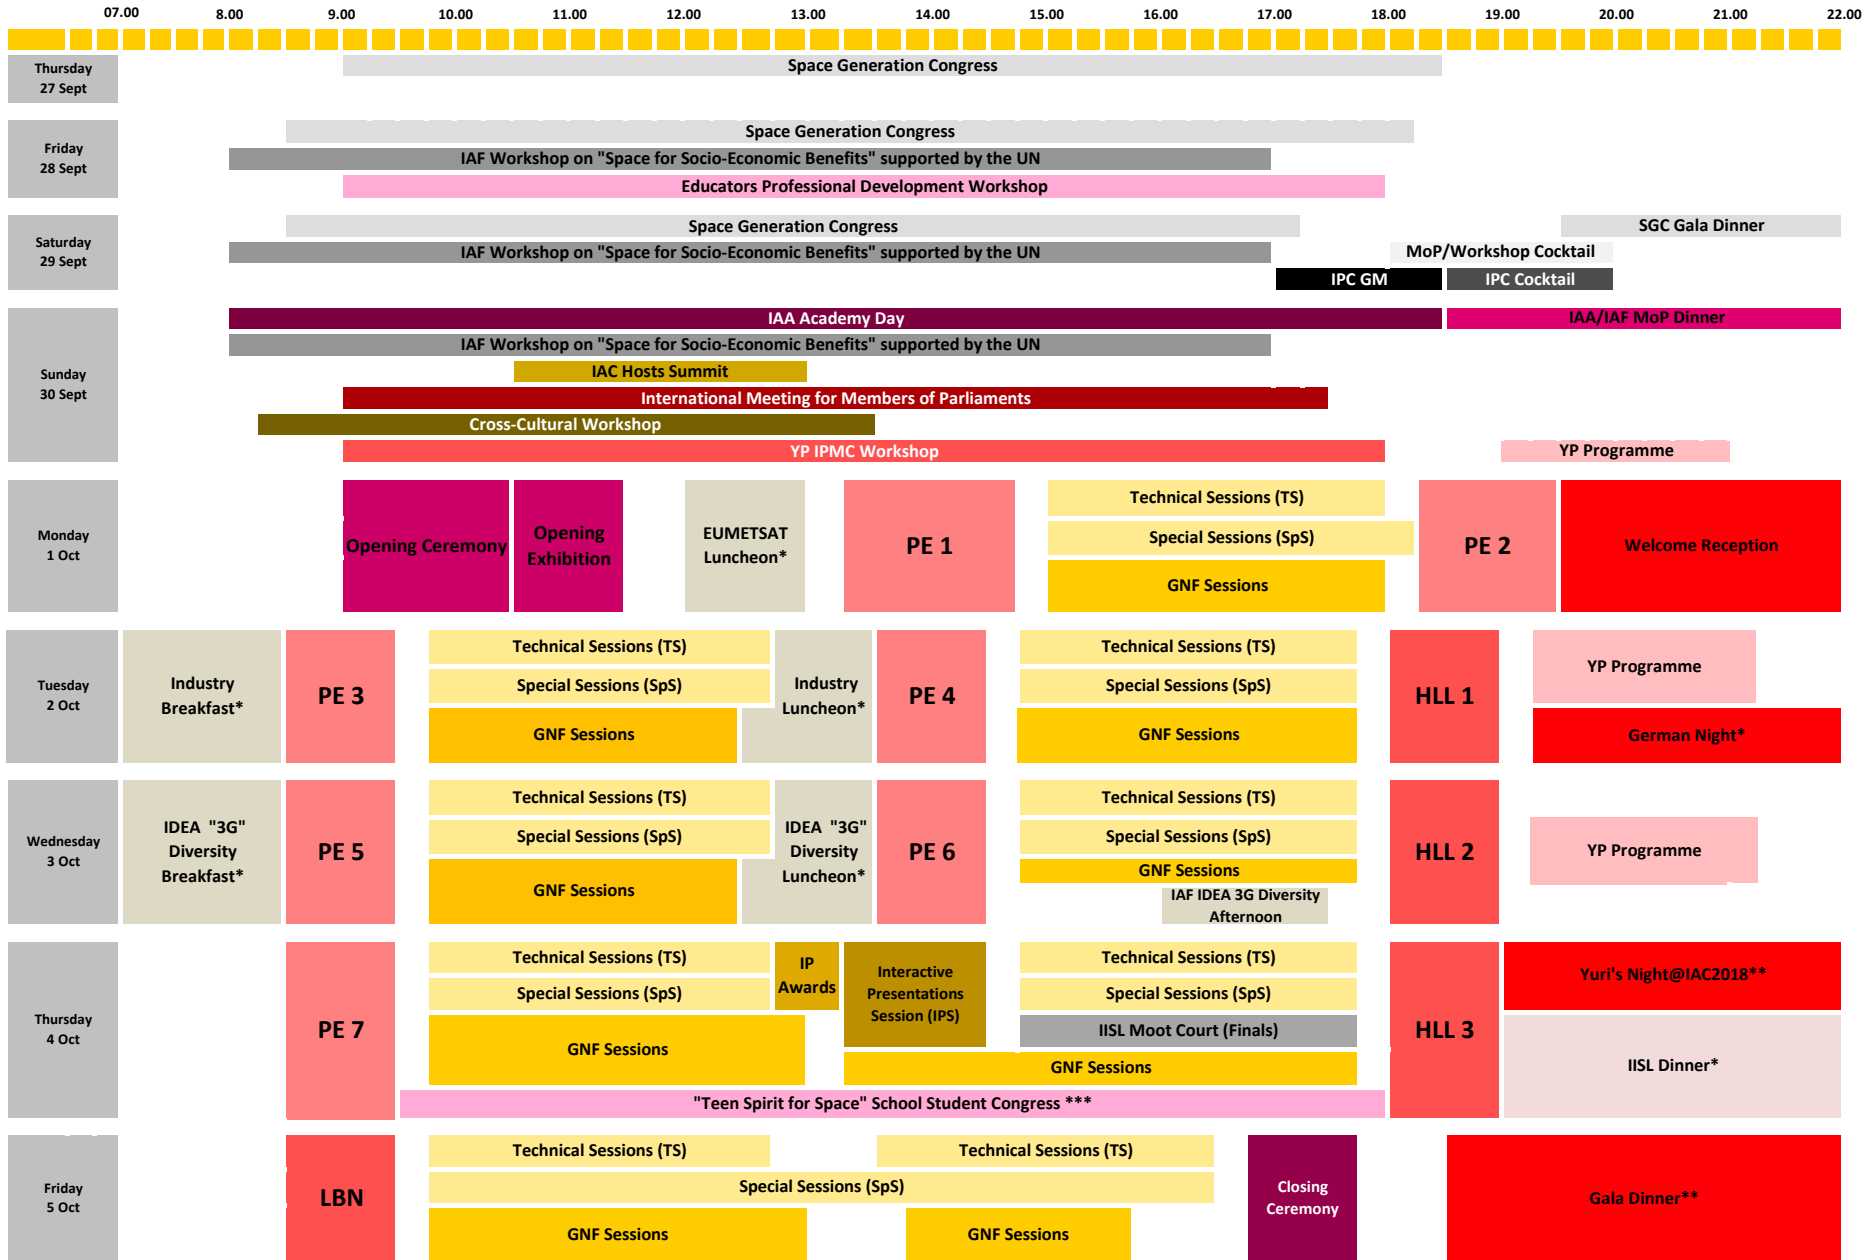 07.00 8.00 9.00 10.00 11.00 12.00 13.00 14.00 15.00 16.00 17.00 18.00 19.00 20.00 21.00 22.00
Thursday
27 Sept
Space Generation Congress
Friday
28 Sept
Space Generation Congress
IAF Workshop on "Space for Socio-Economic Benefits" supported by the UN
Educators Professional Development Workshop
Saturday
29 Sept
Space Generation Congress
SGC Gala Dinner
IAF Workshop on "Space for Socio-Economic Benefits" supported by the UN
MoP/Workshop Cocktail
IPC GM
IPC Cocktail
Sunday
30 Sept
IAA Academy Day
IAA/IAF MoP Dinner
IAF Workshop on "Space for Socio-Economic Benefits" supported by the UN
IAC Hosts Summit
International Meeting for Members of Parliaments
Cross-Cultural Workshop
YP IPMC Workshop
YP Programme
Monday
1 Oct
Opening Ceremony
Opening
Exhibition
EUMETSAT
Luncheon*
PE 1
Technical Sessions (TS)
Special Sessions (SpS)
GNF Sessions
PE 2
Welcome Reception
Tuesday
2 Oct
Industry
Breakfast*
PE 3
Technical Sessions (TS)
Special Sessions (SpS)
GNF Sessions
Industry
Luncheon*
PE 4
Technical Sessions (TS)
Special Sessions (SpS)
GNF Sessions
HLL 1
YP Programme
German Night*
Wednesday
3 Oct
IDEA "3G"
Diversity
Breakfast*
PE 5
Technical Sessions (TS)
Special Sessions (SpS)
GNF Sessions
IDEA "3G"
Diversity
Luncheon*
PE 6
Technical Sessions (TS)
Special Sessions (SpS)
GNF Sessions
IAF IDEA 3G Diversity
Afternoon
HLL 2
YP Programme
Thursday
4 Oct
PE 7
Technical Sessions (TS)
Special Sessions (SpS)
GNF Sessions
IP
Awards
Interactive
Presentations
Session (IPS)
Technical Sessions (TS)
Special Sessions (SpS)
IISL Moot Court (Finals)
GNF Sessions
"Teen Spirit for Space" School Student Congress ***
HLL 3
Yuri's Night@IAC2018**
IISL Dinner*
Friday
5 Oct
LBN
Technical Sessions (TS)
Technical Sessions (TS)
Special Sessions (SpS)
GNF Sessions
GNF Sessions
Closing
Ceremony
Gala Dinner**